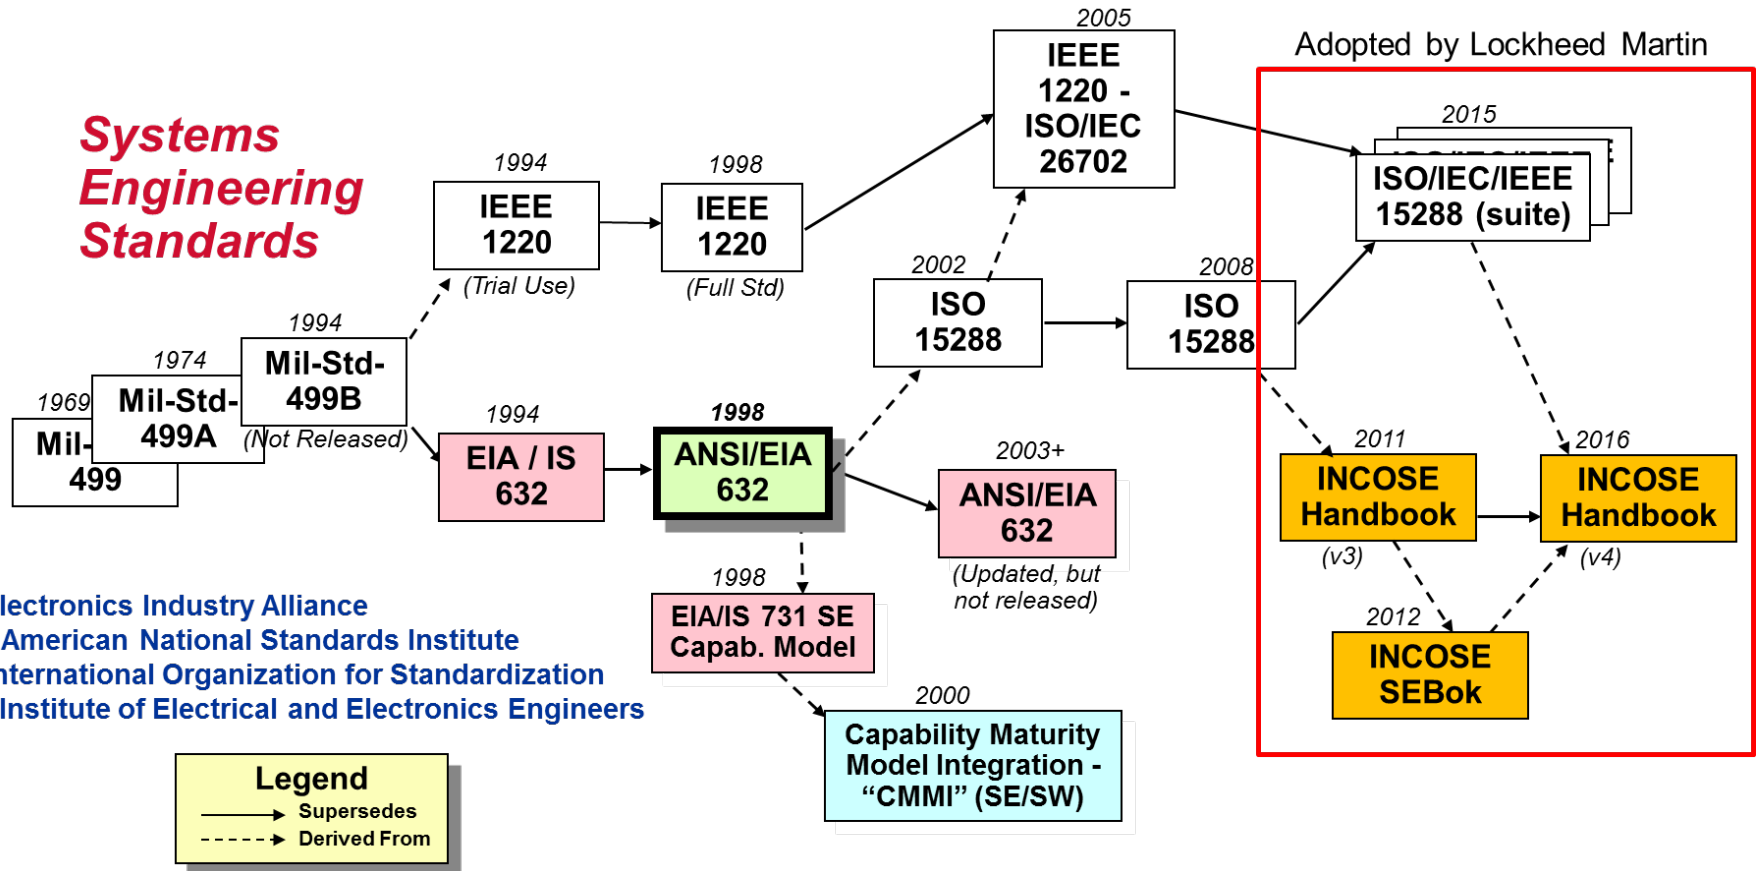 Systems
Engineering
Standards
1969
Mil-
499
1974
Mil-Std-
499A
1994
Mil-Std-
499B
(Not Released)
1994
IEEE
1220
(Trial Use)
1998
IEEE
1220
(Full Std)
2005
IEEE
1220 -
ISO/IEC
26702
Adopted by Lockheed Martin
2015
ISO/IEC/IEEE
15288 (suite)
2002
ISO
15288
2008
ISO
15288
1994
EIA / IS
632
1998
ANSI/EIA
632
2003+
ANSI/EIA
632
(Updated, but
not released)
1998
EIA/IS 731 SE
Capab. Model
2000
Capability Maturity
Model Integration -
“CMMI” (SE/SW)
2011
INCOSE
Handbook
(v3)
2016
INCOSE
Handbook
(v4)
2012
INCOSE
SEBok
lectronics Industry Alliance
American National Standards Institute
nternational Organization for Standardization
Institute of Electrical and Electronics Engineers
Legend
Supersedes
Derived From